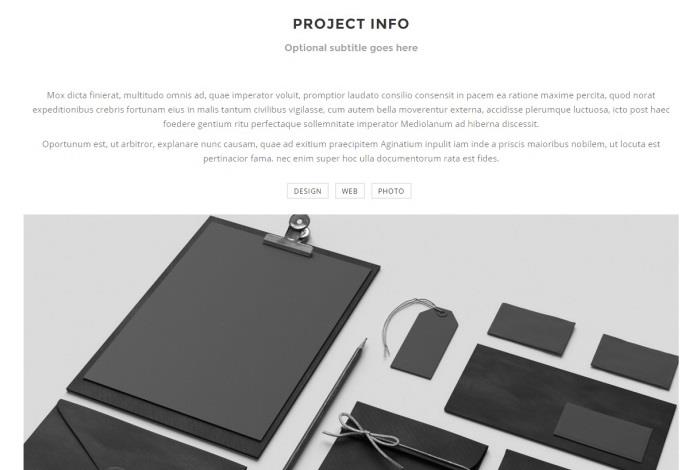 PROJECT INFO
Optional subtitle goes here
Mox dicta finierat, multitudo omnis ad, quae imperator voluit, promptior laudato consilio consensit in pacem ea ratione maxime percita, quod norat
expeditionibus crebris fortunam eius in malis tantum civilibus vigilasse, cum autem bella moverentur externa, accidisse plerumque luctuosa, icto post haec
foedere gentium ritu perfectaque sollemnitate imperator Mediolanum ad hiberna discessit.
Oportunum est, ut arbitror, explanare nunc causam, quae ad exitium praecipitem Aginatium inpulit iam inde a priscis maioribus nobilem, ut locuta est
pertinacior fama. nec enim super hoc ulla documentorum rata est fides.
DESIGN WEB PHOTO